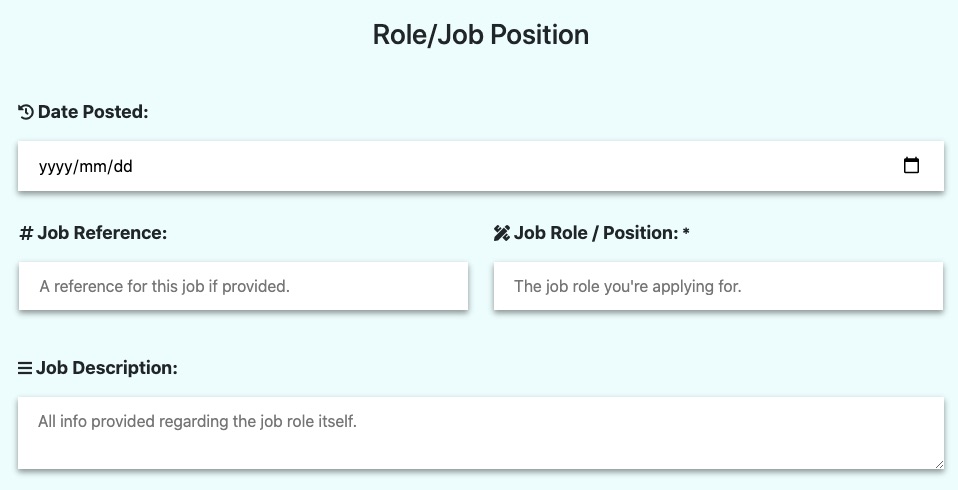 Role/Job Position
Date Posted:
yyyy/mm/dd
# Job Reference:
Job Role / Position: *
A reference for this job if provided.
The job role you're applying for.
Job Description:
All info provided regarding the job role itself.